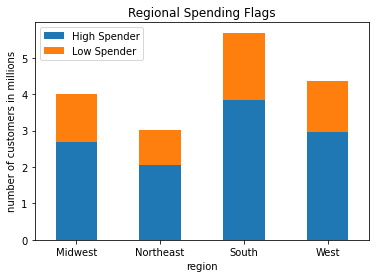 Regional Spending Flags
High Spender
Low Spender
number of customers in millions
5
4
3
2
1
0
Midwest Northeast South West
region